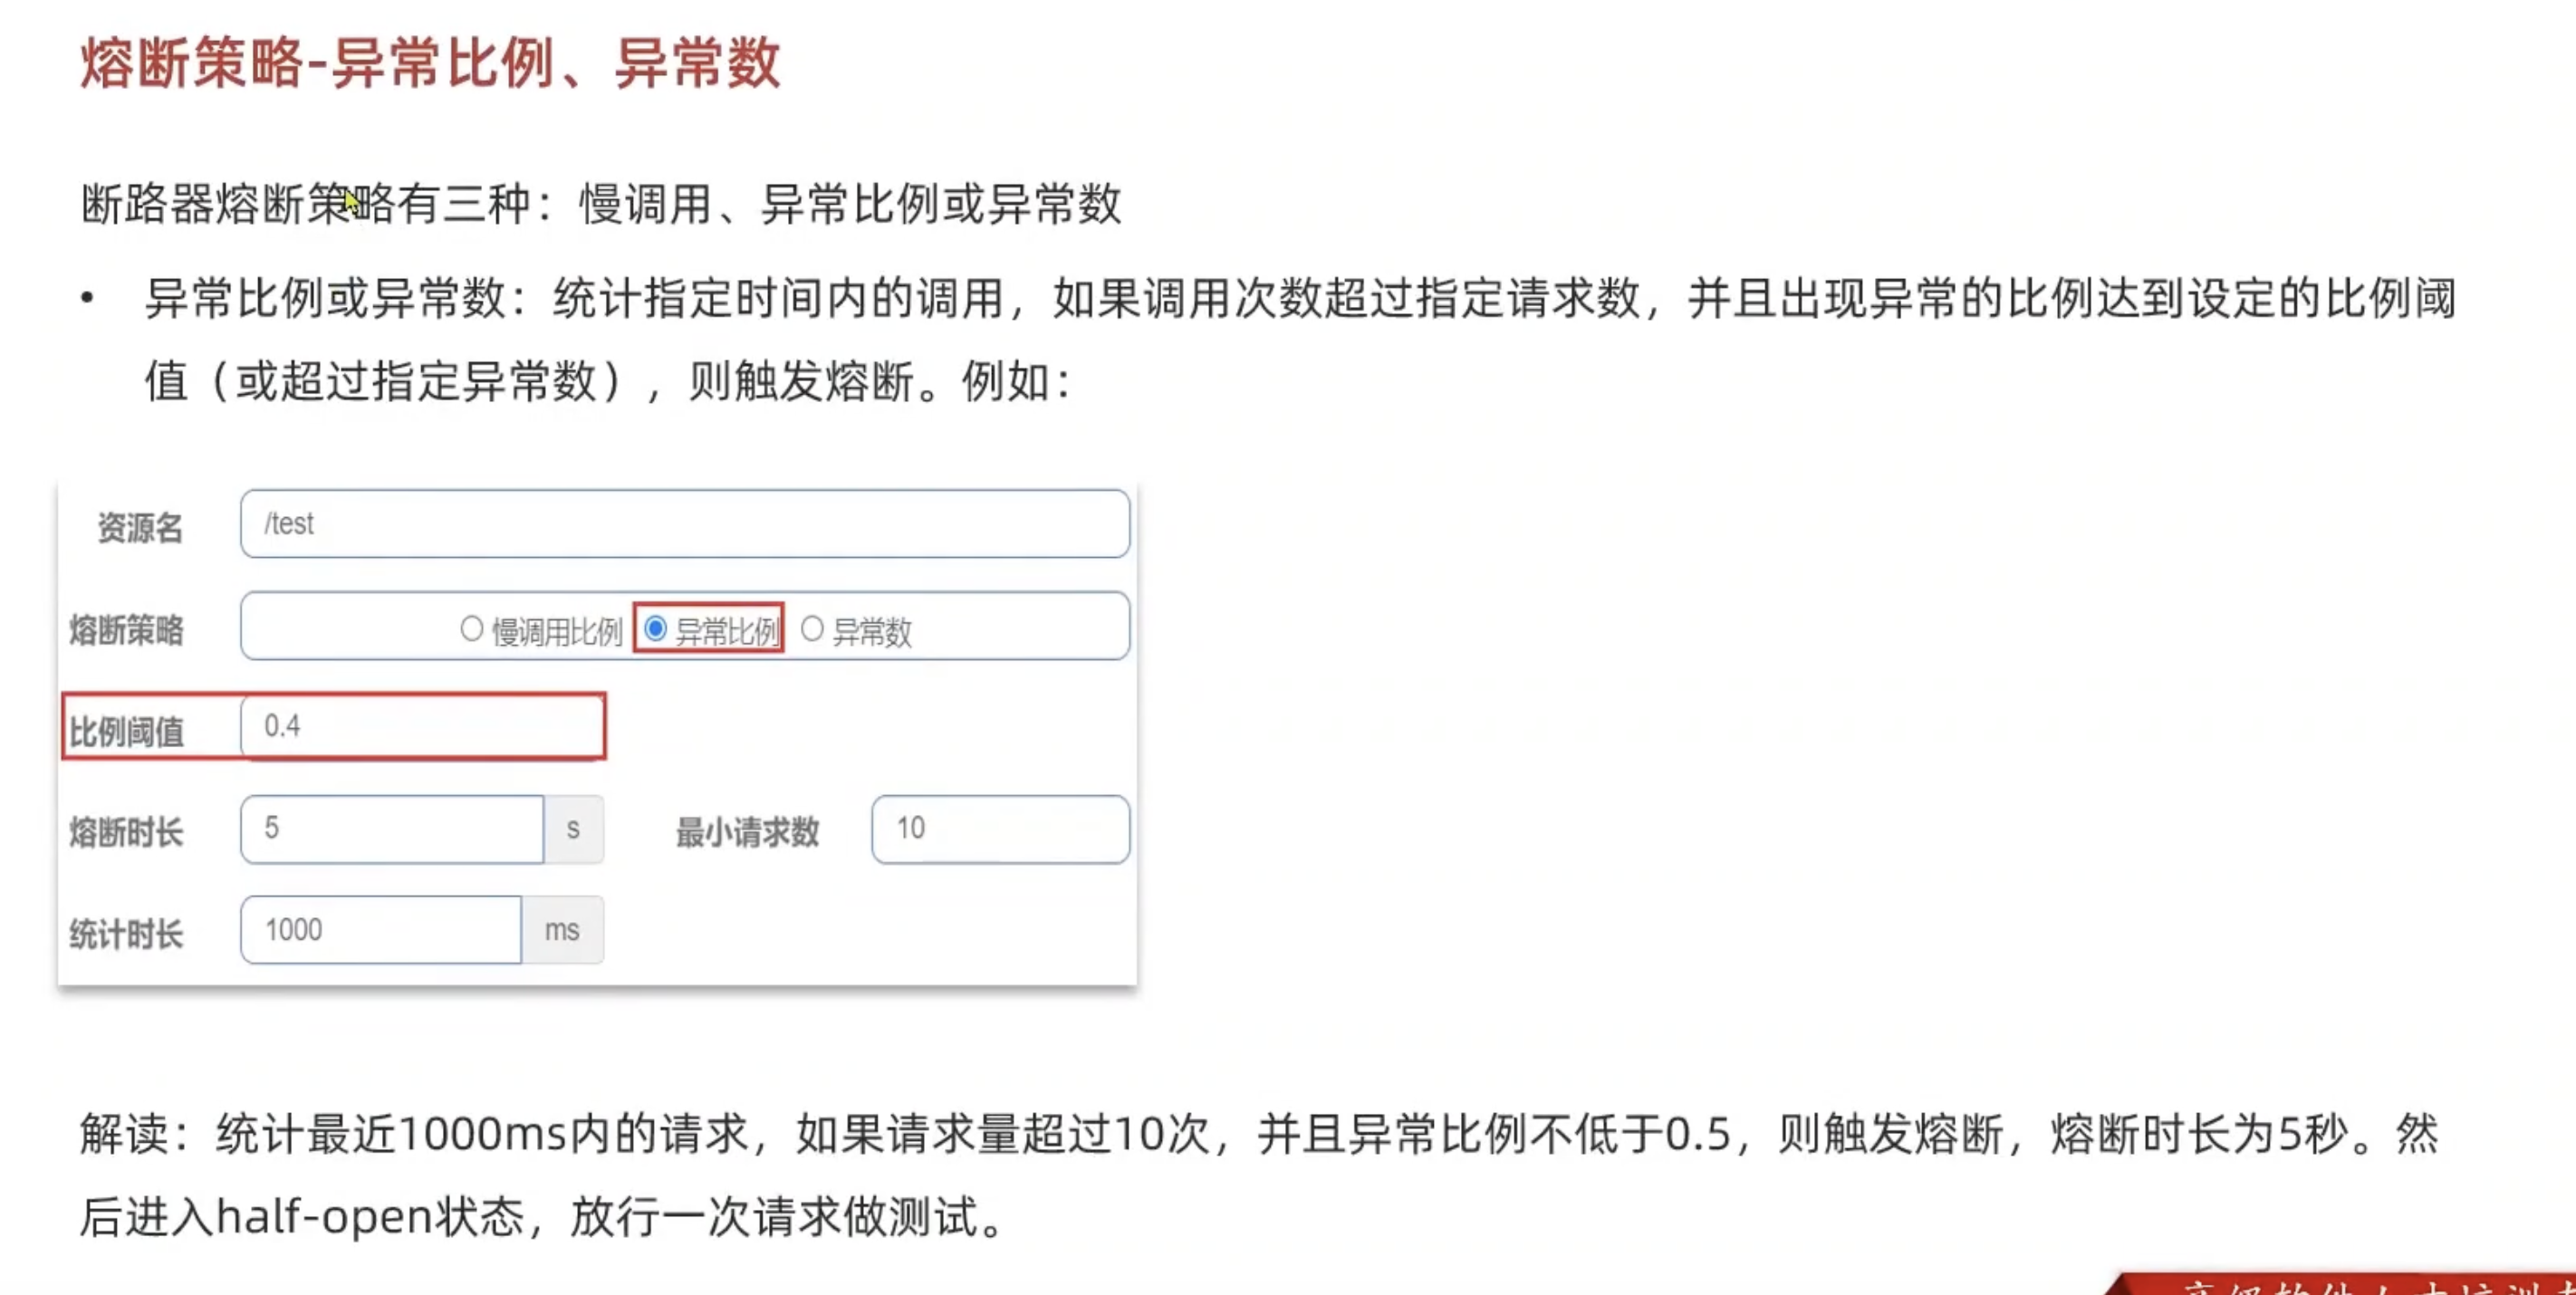 熔断策略-异常比例、异常数
断路器熔断策略有三种：慢调用、异常比例或异常数
• 异常比例或异常数：统计指定时间内的调用，如果调用次数超过指定请求数，并且出现异常的比例达到设定的比例阈
值（或超过指定异常数），则触发熔断。例如：
资源名 /test
熔断策略 慢调用比例 异常比例 异常数
比例阈值 0.4
熔断时长 5 s 最小请求数 10
统计时长 1000 ms
解读：统计最近1000ms内的请求，如果请求量超过10次，并且异常比例不低于0.5，则触发熔断，熔断时长为5秒。然
后进入half-open状态，放行一次请求做测试。